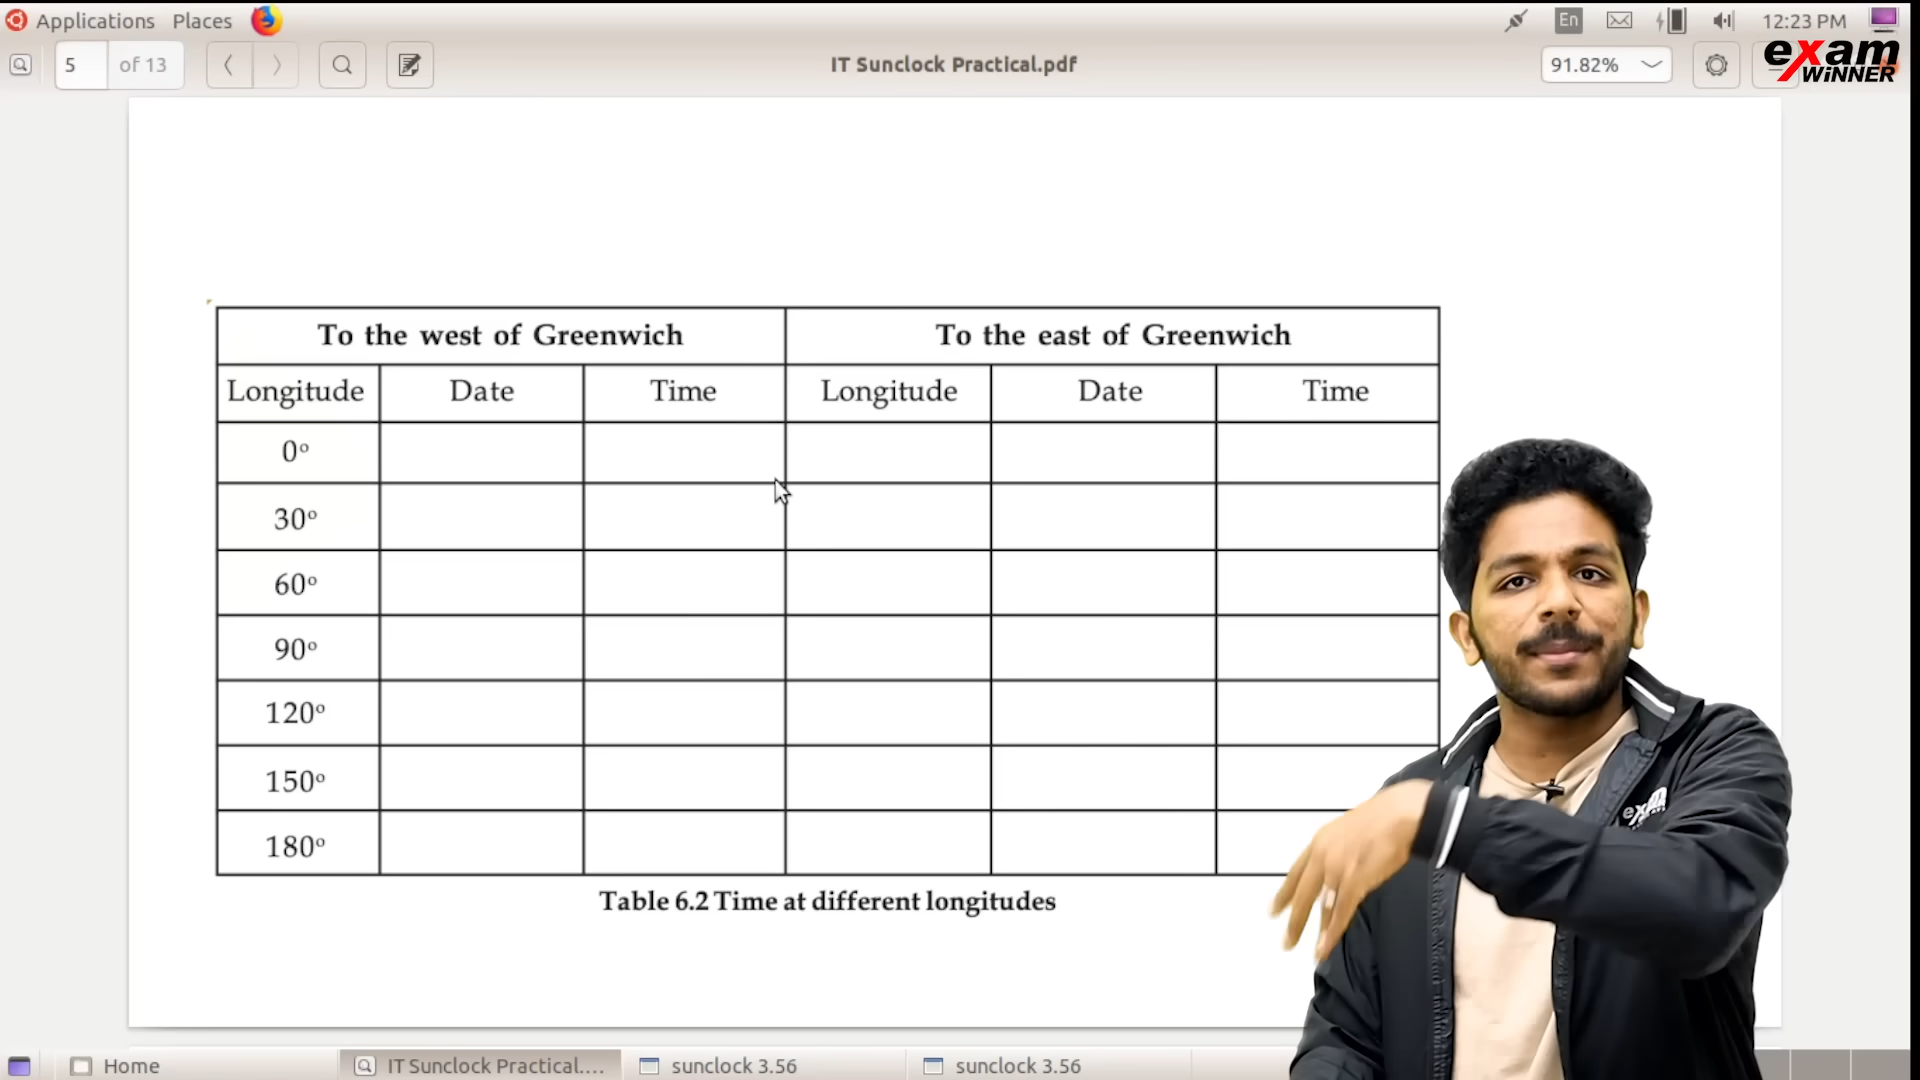 Applications Places En 12:23 PM
5 of 13 IT Sunclock Practical.pdf 91.82%
exam
WiNNER
To the west of Greenwich To the east of Greenwich
Longitude Date Time Longitude Date Time
0°
30°
60°
90°
120°
150°
180°
Table 6.2 Time at different longitudes
exam
Home IT Sunclock Practical.... sunclock 3.56 sunclock 3.56